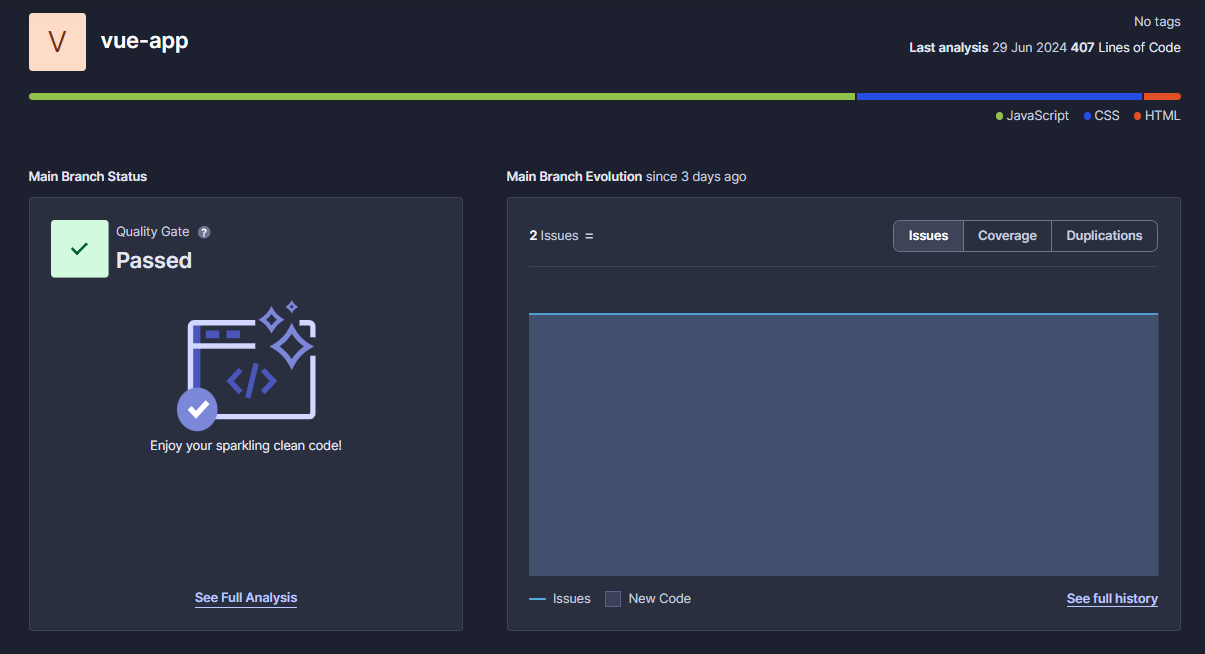 V
vue-app
No tags
Last analysis 29 Jun 2024 407 Lines of Code
JavaScript CSS HTML
Main Branch Status
Quality Gate ?
Passed
</>
Enjoy your sparkling clean code!
See Full Analysis
Main Branch Evolution since 3 days ago
2 Issues =
Issues Coverage Duplications
Issues New Code
See full history